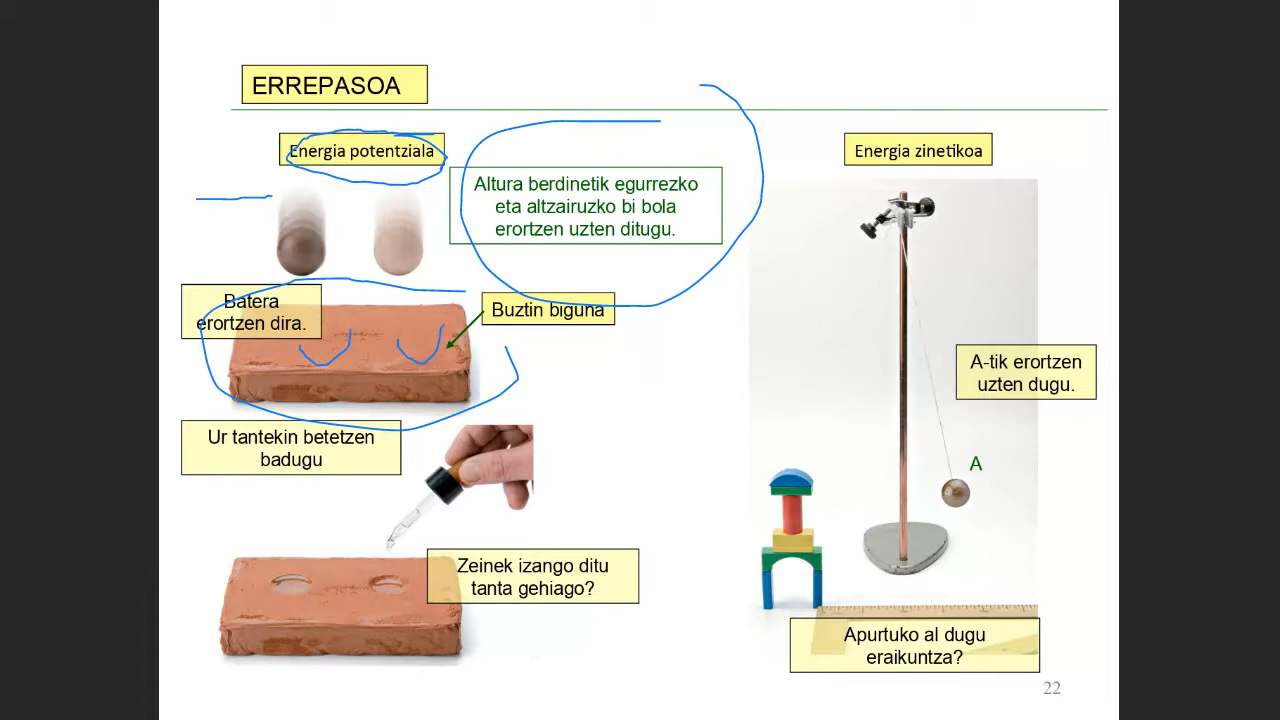 ERREPASOA
Energia potentziala
Altura berdinetik egurrezko
eta altzairuzko bi bola
erortzen uzten ditugu.
Batera
erortzen dira.
Buztin biguna
Ur tantekin betetzen
badugu
Zeinek izango ditu
tanta gehiago?
Energia zinetikoa
A-tik erortzen
uzten dugu.
A
Apurtuko al dugu
eraikuntza?
22